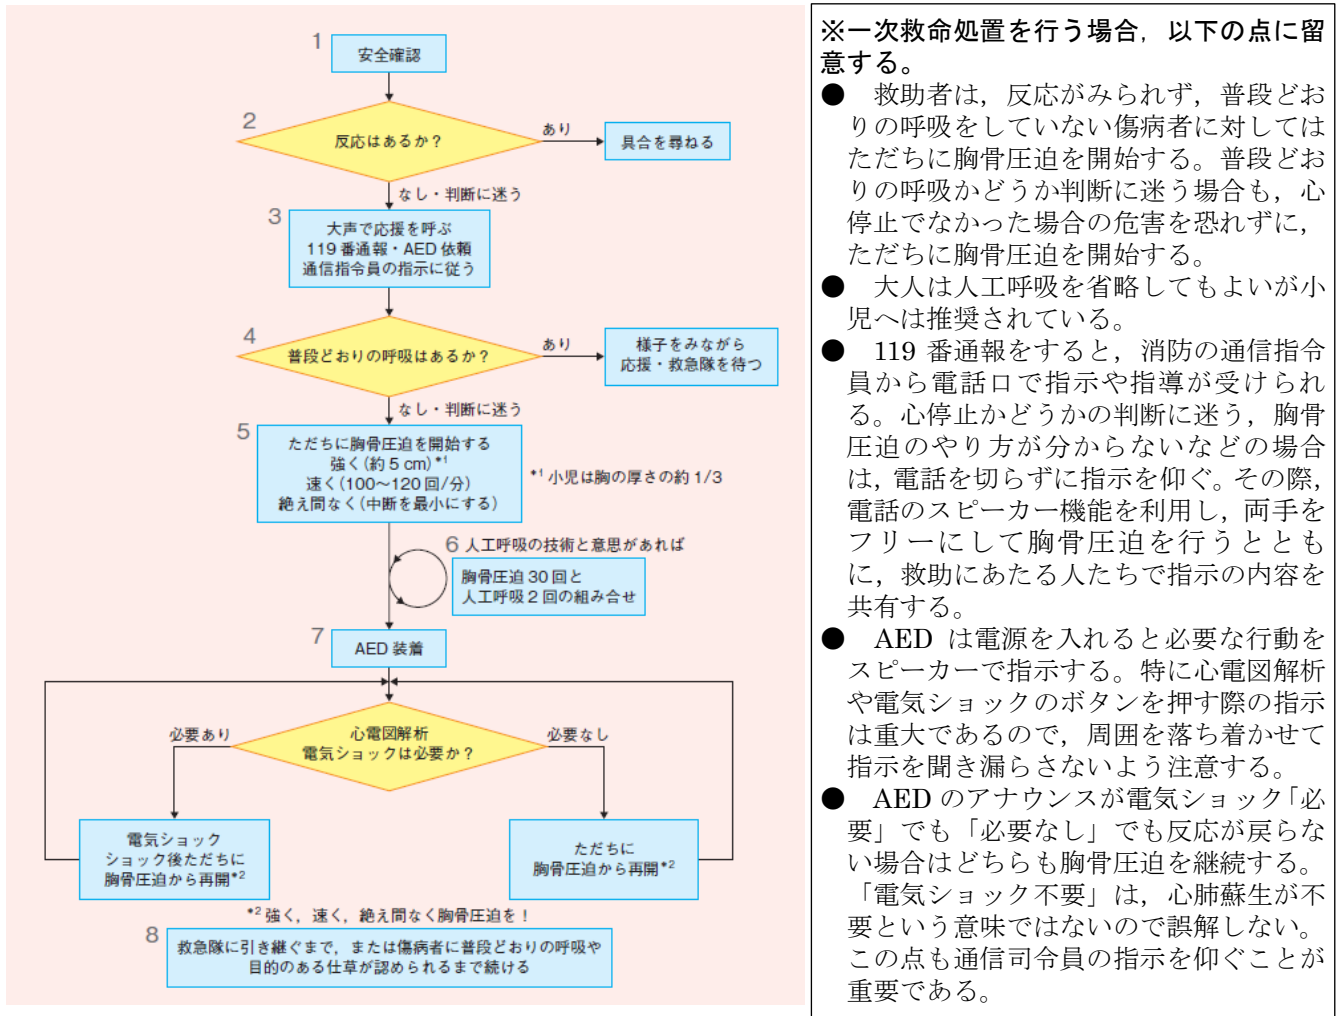 1
安全確認
2
反応はあるか？
あり
具合を尋ねる
なし・判断に迷う
3
大声で応援を呼ぶ
119番通報・AED依頼
通信指令員の指示に従う
4
普段どおりの呼吸はあるか？
あり
様子をみながら
応援・救急隊を待つ
なし・判断に迷う
5
ただちに胸骨圧迫を開始する
強く(約5cm)*1
速く(100〜120回/分)
絶え間なく(中断を最小にする)
*1 小児は胸の厚さの約1/3
6 人工呼吸の技術と意思があれば
胸骨圧迫30回と
人工呼吸2回の組み合せ
7
AED装着
心電図解析
電気ショックは必要か？
必要あり
必要なし
電気ショック
ショック後ただちに
胸骨圧迫から再開*2
ただちに
胸骨圧迫から再開*2
*2 強く，速く，絶え間なく胸骨圧迫を！
8
救急隊に引き継ぐまで，または傷病者に普段どおりの呼吸や
目的のある仕草が認められるまで続ける
※一次救命処置を行う場合，以下の点に留
意する。
● 救助者は，反応がみられず，普段どお
りの呼吸をしていない傷病者に対しては
ただちに胸骨圧迫を開始する。普段どお
りの呼吸かどうか判断に迷う場合も，心
停止でなかった場合の危害を恐れずに，
ただちに胸骨圧迫を開始する。
● 大人は人工呼吸を省略してもよいが小
児へは推奨されている。
● 119番通報をすると，消防の通信指令
員から電話口で指示や指導が受けられ
る。心停止かどうかの判断に迷う，胸骨
圧迫のやり方が分からないなどの場合
は，電話を切らずに指示を仰ぐ。その際，
電話のスピーカー機能を利用し，両手を
フリーにして胸骨圧迫を行うととも
に，救助にあたる人たちで指示の内容を
共有する。
● AEDは電源を入れると必要な行動を
スピーカーで指示する。特に心電図解析
や電気ショックのボタンを押す際の指示
は重大であるので，周囲を落ち着かせて
指示を聞き漏らさないよう注意する。
● AEDのアナウンスが電気ショック「必
要」でも「必要なし」でも反応が戻らな
い場合はどちらも胸骨圧迫を継続する。
「電気ショック不要」は，心肺蘇生が不
要という意味ではないので誤解しない。
この点も通信司令員の指示を仰ぐことが
重要である。